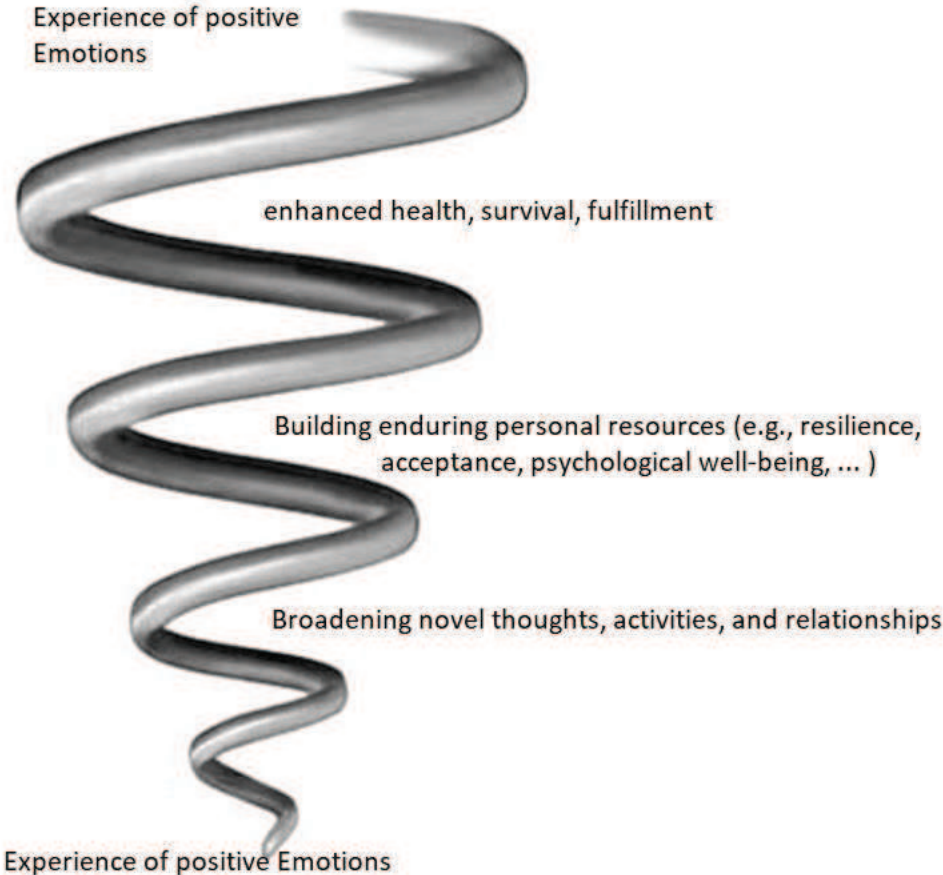 Experience of positive
Emotions
enhanced health, survival, fulfillment
Building enduring personal resources (e.g., resilience,
acceptance, psychological well-being, ... )
Broadening novel thoughts, activities, and relationships
Experience of positive Emotions